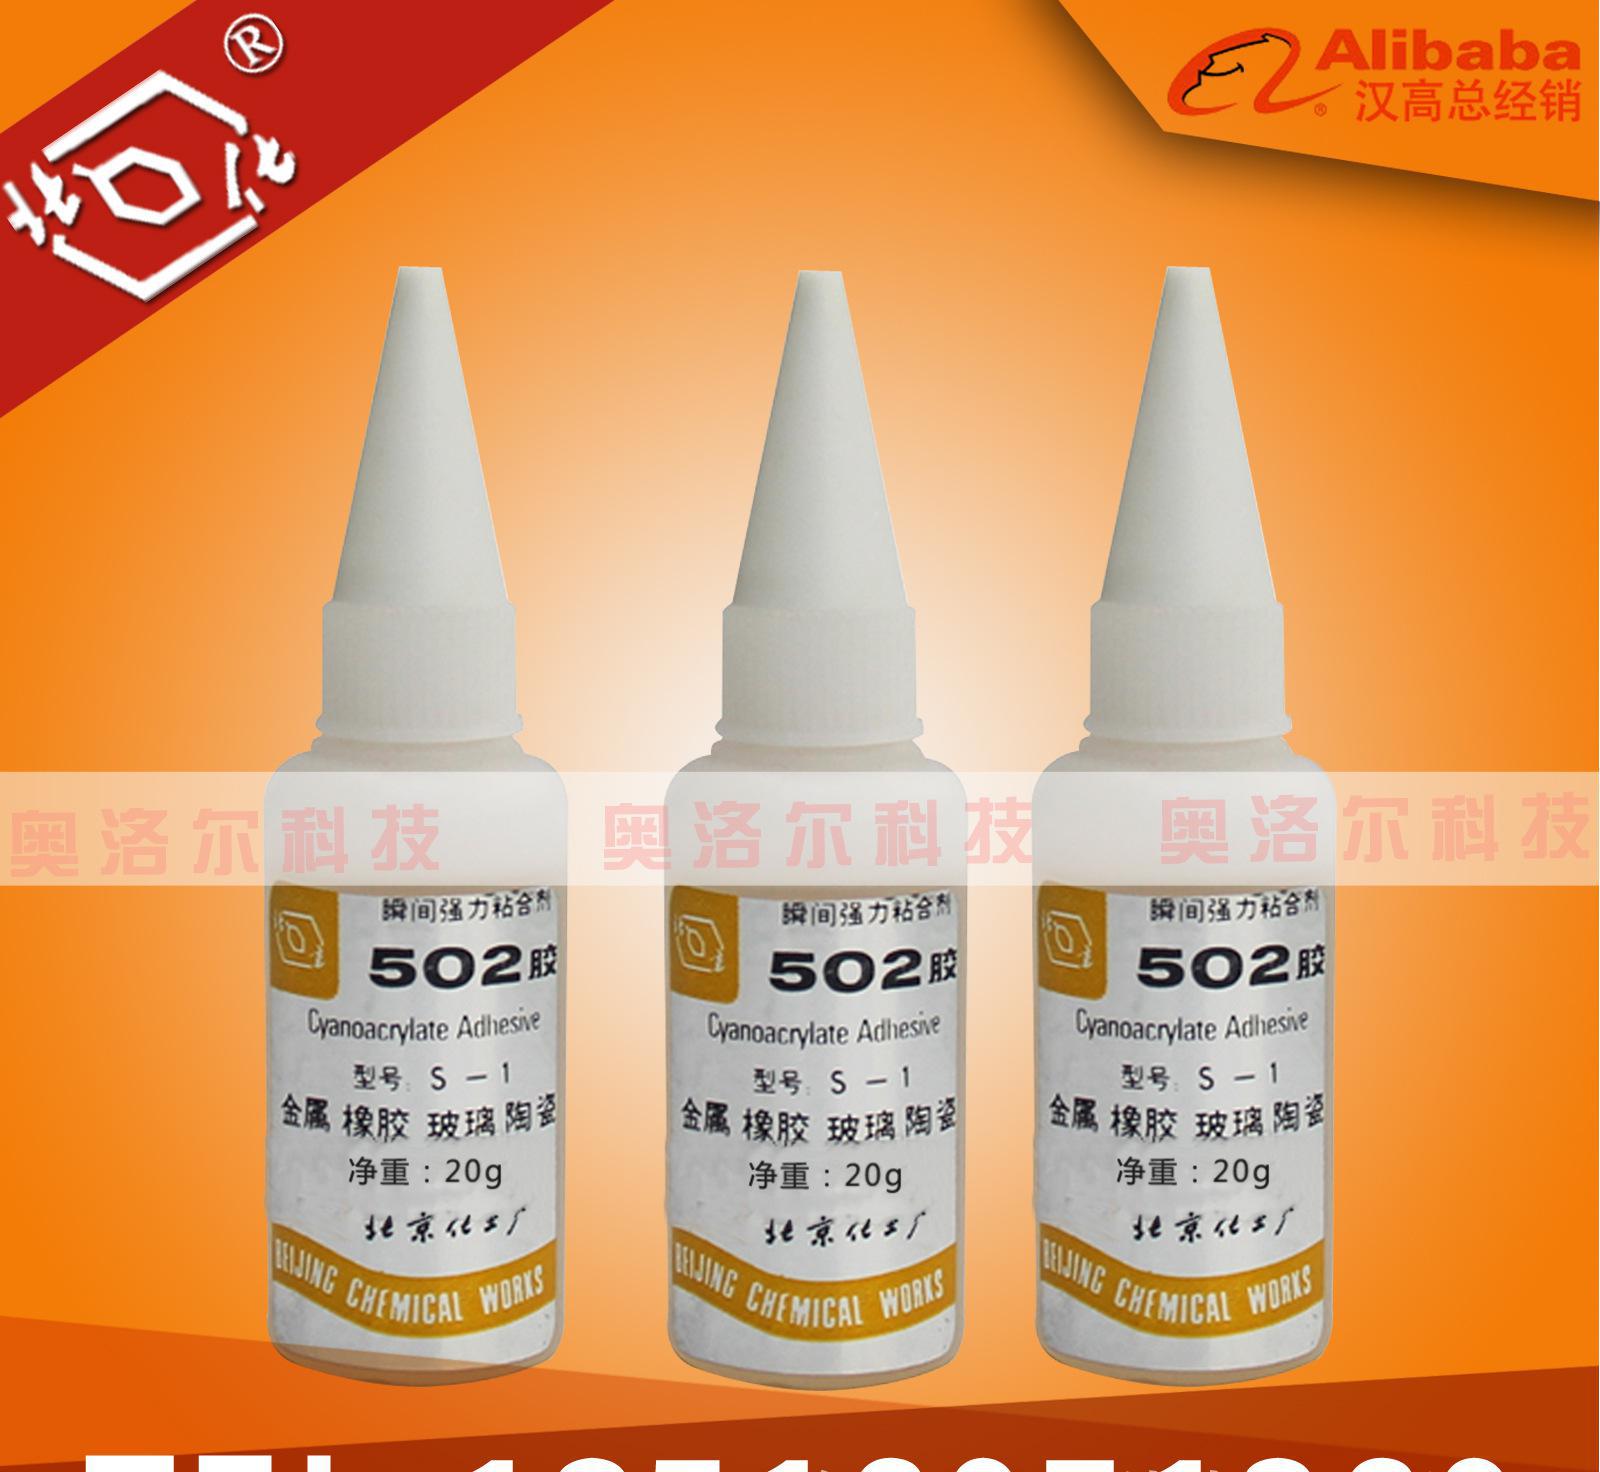 北化®
Alibaba
汉高总经销
奥洛尔科技 奥洛尔科技 奥洛尔科技
瞬间强力粘合剂
502胶
Cyanoacrylate Adhesive
型号: S－1
金属 橡胶 玻璃 陶瓷
净重：20g
北京化工厂
BEIJING CHEMICAL WORKS
瞬间强力粘合剂
502胶
Cyanoacrylate Adhesive
型号: S－1
金属 橡胶 玻璃 陶瓷
净重：20g
北京化工厂
BEIJING CHEMICAL WORKS
瞬间强力粘合剂
502胶
Cyanoacrylate Adhesive
型号: S－1
金属 橡胶 玻璃 陶瓷
净重：20g
北京化工厂
BEIJING CHEMICAL WORKS